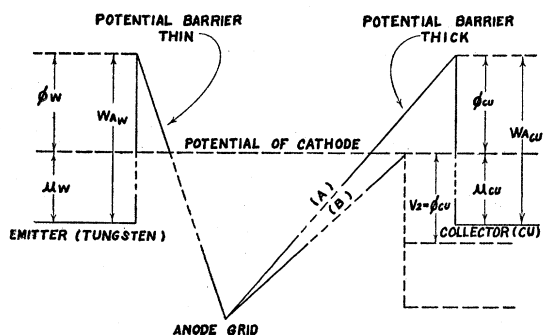 POTENTIAL BARRIER
THIN
POTENTIAL BARRIER
THICK
ϕW
WAW
μW
POTENTIAL OF CATHODE
ϕCU
WACU
μCU
(A)
(B)
V2=ϕCU
EMITTER (TUNGSTEN)
COLLECTOR (CU)
ANODE GRID